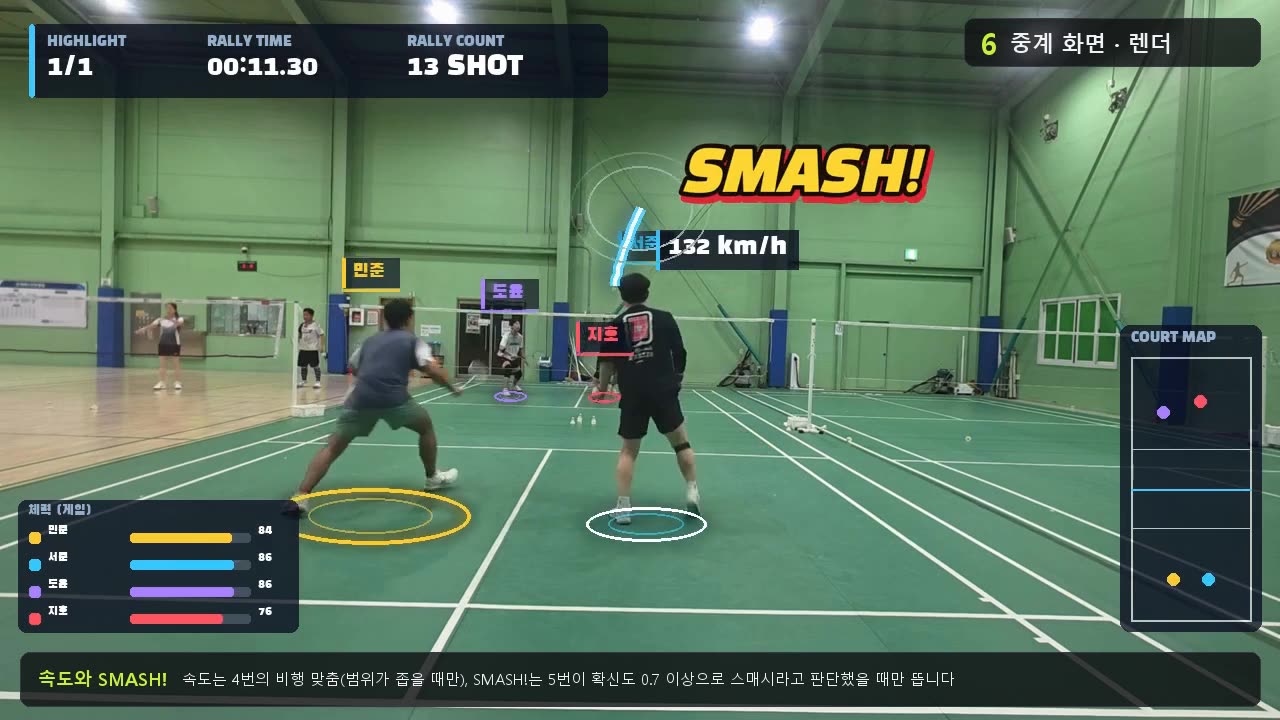 HIGHLIGHT
1/1
RALLY TIME
00:11.30
RALLY COUNT
13 SHOT
6 중계 화면 · 렌더
SMASH!
서준
132 km/h
민준
도윤
지호
COURT MAP
체력 (게임)
민준 84
서준 86
도윤 86
지호 76
속도와 SMASH! 속도는 4번의 비행 맞춤(범위가 좁을 때만), SMASH!는 5번이 확신도 0.7 이상으로 스매시라고 판단했을 때만 뜹니다